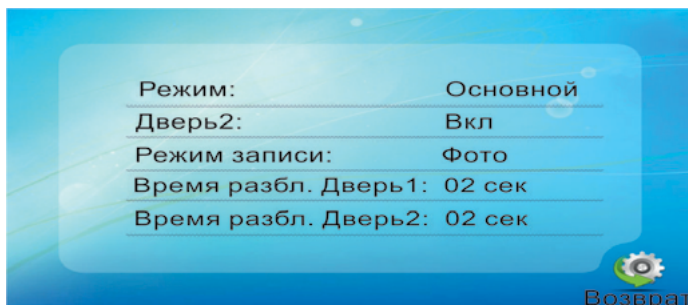 Режим: Основной
Дверь2: Вкл
Режим записи: Фото
Время разбл. Дверь1: 02 сек
Время разбл. Дверь2: 02 сек
Возврат